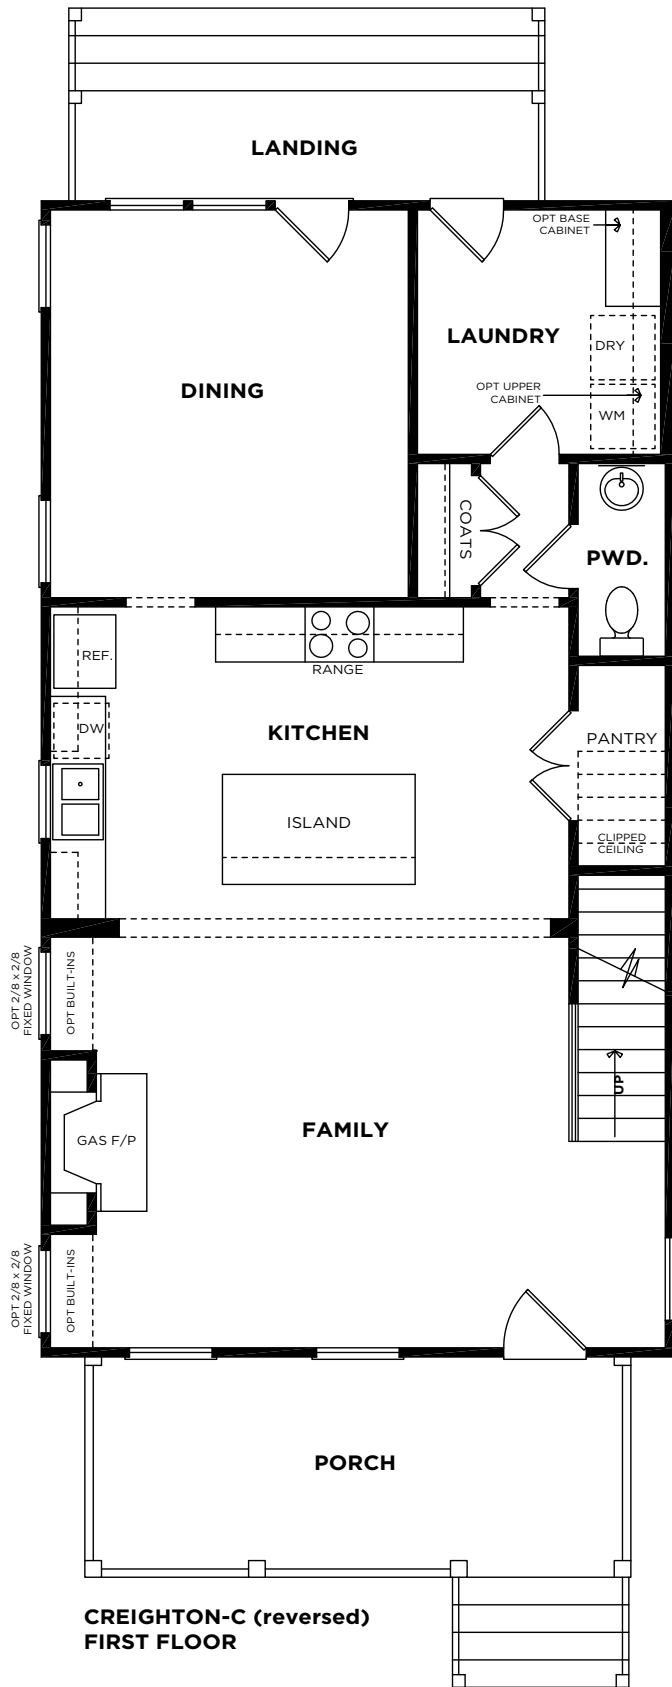 LANDING
OPT BASE
CABINET
LAUNDRY
DRY
DINING
OPT UPPER
CABINET
WM
COATS
PWD.
REF.
RANGE
DW
KITCHEN
PANTRY
ISLAND
CLIPPED
CEILING
OPT 2/8 x 2/8
FIXED WINDOW
OPT BUILT-INS
UP
FAMILY
GAS F/P
OPT 2/8 x 2/8
FIXED WINDOW
OPT BUILT-INS
PORCH
CREIGHTON-C (reversed)
FIRST FLOOR